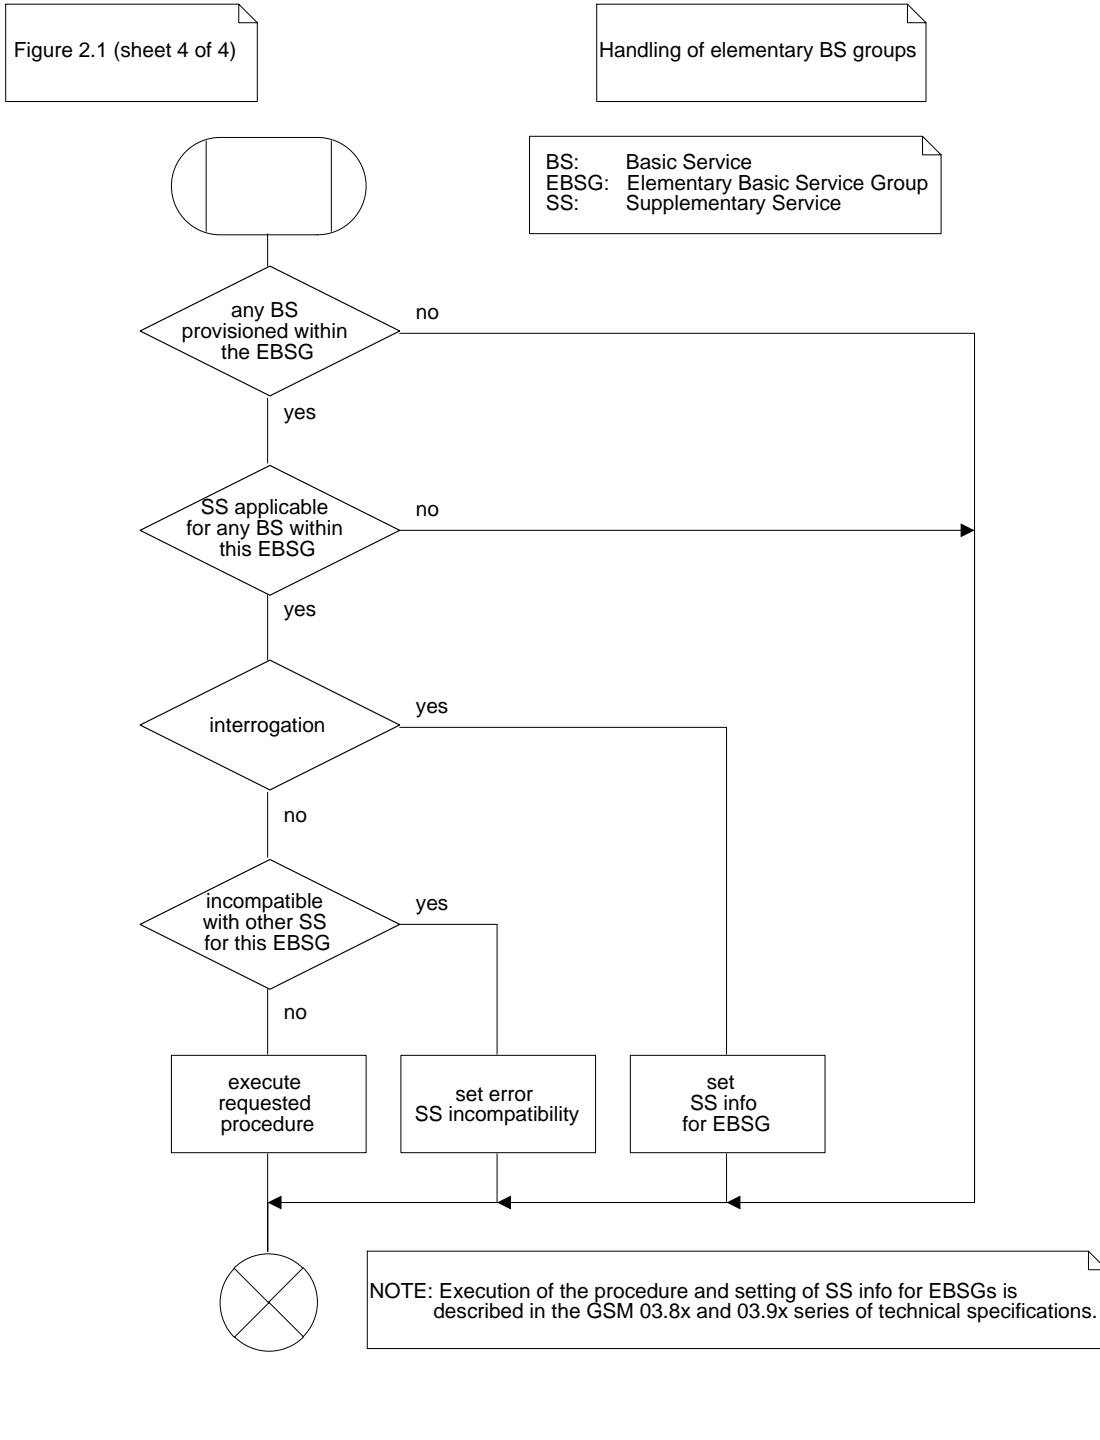 Figure 2.1 (sheet 4 of 4)
Handling of elementary BS groups
BS: Basic Service
EBSG: Elementary Basic Service Group
SS: Supplementary Service
any BS
provisioned within
the EBSG
no
yes
SS applicable
for any BS within
this EBSG
no
yes
interrogation
yes
no
incompatible
with other SS
for this EBSG
yes
no
execute
requested
procedure
set error
SS incompatibility
set
SS info
for EBSG
NOTE: Execution of the procedure and setting of SS info for EBSGs is
described in the GSM 03.8x and 03.9x series of technical specifications.